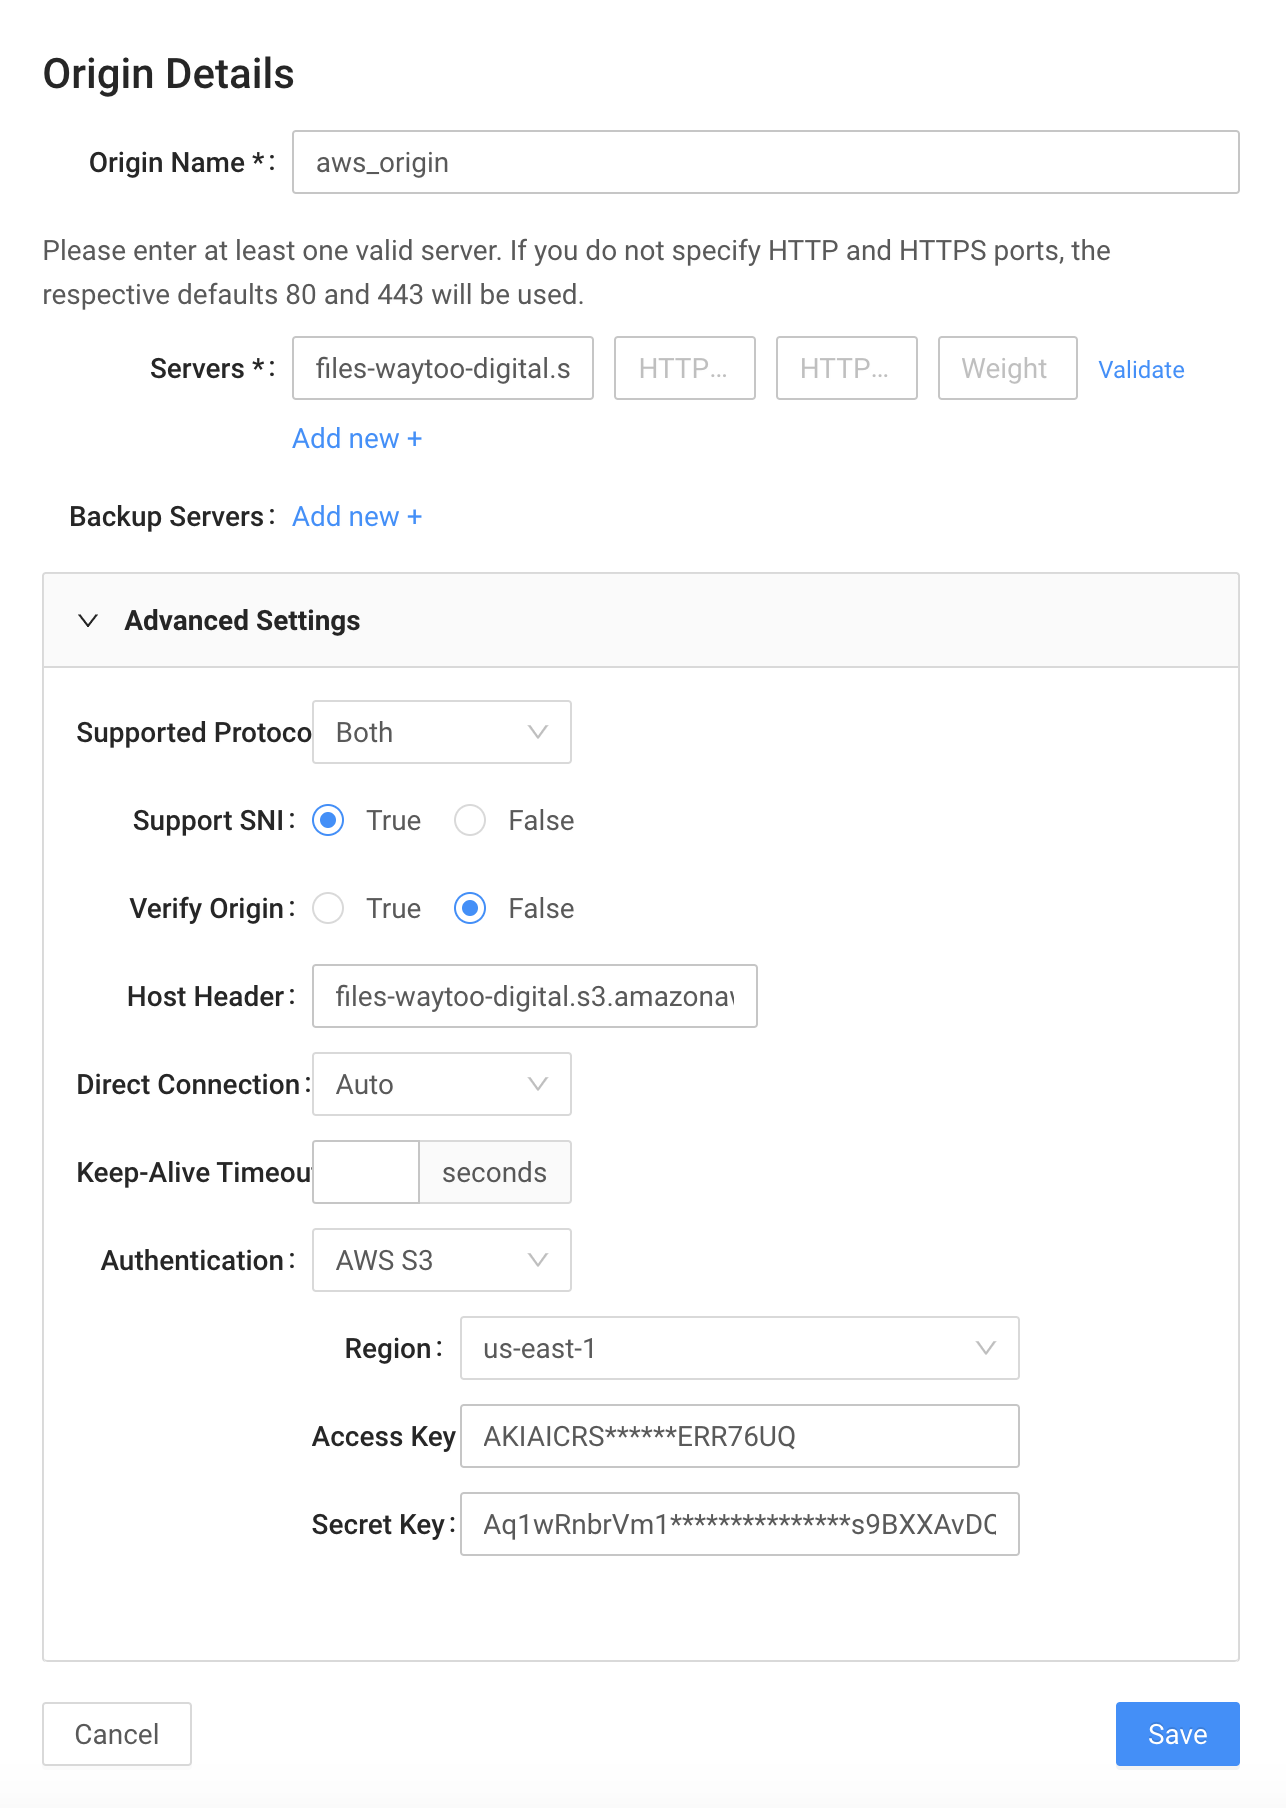 Origin Details
Origin Name *: aws_origin
Please enter at least one valid server. If you do not specify HTTP and HTTPS ports, the
respective defaults 80 and 443 will be used.
Servers *: files-waytoo-digital.s HTTP... HTTP... Weight Validate
Add new +
Backup Servers: Add new +
Advanced Settings
Supported Protoco Both
Support SNI: True False
Verify Origin: True False
Host Header: files-waytoo-digital.s3.amazonav
Direct Connection: Auto
Keep-Alive Timeou seconds
Authentication: AWS S3
Region: us-east-1
Access Key AKIAICRS******ERR76UQ
Secret Key: Aq1wRnbrVm1***************s9BXXAvDC
Cancel Save